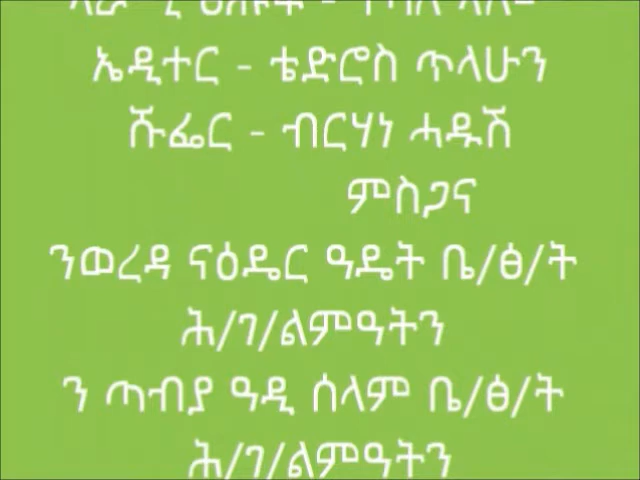 ኤዲተር - ቴድሮስ ጥላሁን
ሹፌር - ብርሃነ ሓዱሽ
ምስጋና
ንወረዳ ናዕዴር ዓዴት ቤ/ፅ/ት
ሕ/ገ/ልምዓትን
ን ጣብያ ዓዲ ሰላም ቤ/ፅ/ት
ሕ/ገ/ልምዓትን